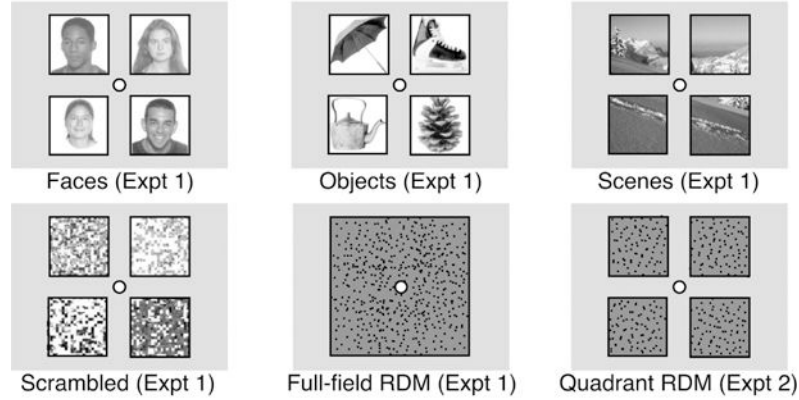 Faces (Expt 1)
Objects (Expt 1)
Scenes (Expt 1)
Scrambled (Expt 1)
Full-field RDM (Expt 1)
Quadrant RDM (Expt 2)